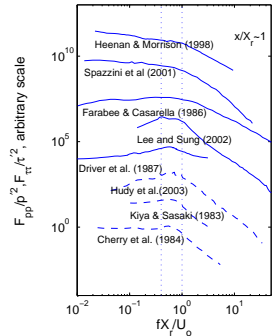 x/X_r~1
10^10
Heenan & Morrison (1998)
Spazzini et al (2001)
Farabee & Casarella (1986)
10^5
Lee and Sung (2002)
Driver et al. (1987)
Hudy et al.(2003)
Kiya & Sasaki (1983)
10^0
Cherry et al. (1984)
F_pp/p'^2,F_ττ/τ'^2, arbitrary scale
10^-2 10^-1 10^0 10^1
fX_r/U_o